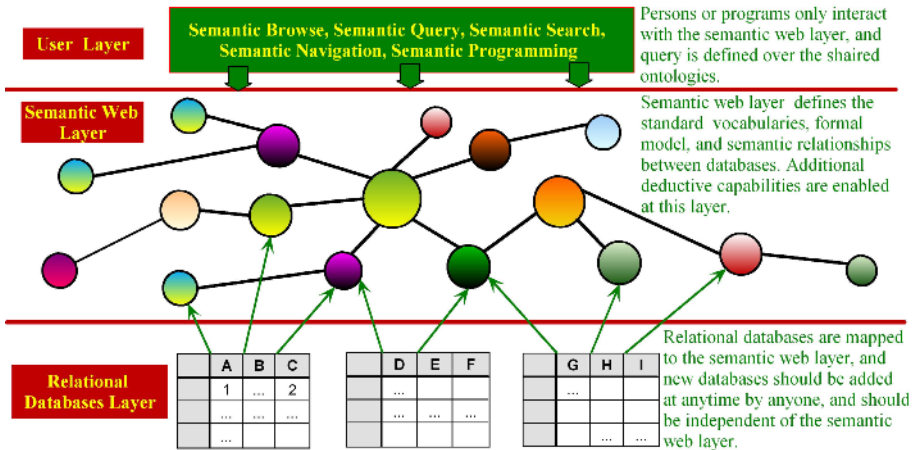 User Layer
Semantic Browse, Semantic Query, Semantic Search,
Semantic Navigation, Semantic Programming
Persons or programs only interact
with the semantic web layer, and
query is defined over the shaired
ontologies.
Semantic Web
Layer
Semantic web layer defines the
standard vocabularies, formal
model, and semantic relationships
between databases. Additional
deductive capabilities are enabled
at this layer.
Relational
Databases Layer
A B C
1 ... 2
... ... ...
...
D E F
...
... ... ...
G H I
...
... ...
Relational databases are mapped
to the semantic web layer, and
new databases should be added
at anytime by anyone, and should
be independent of the semantic
web layer.